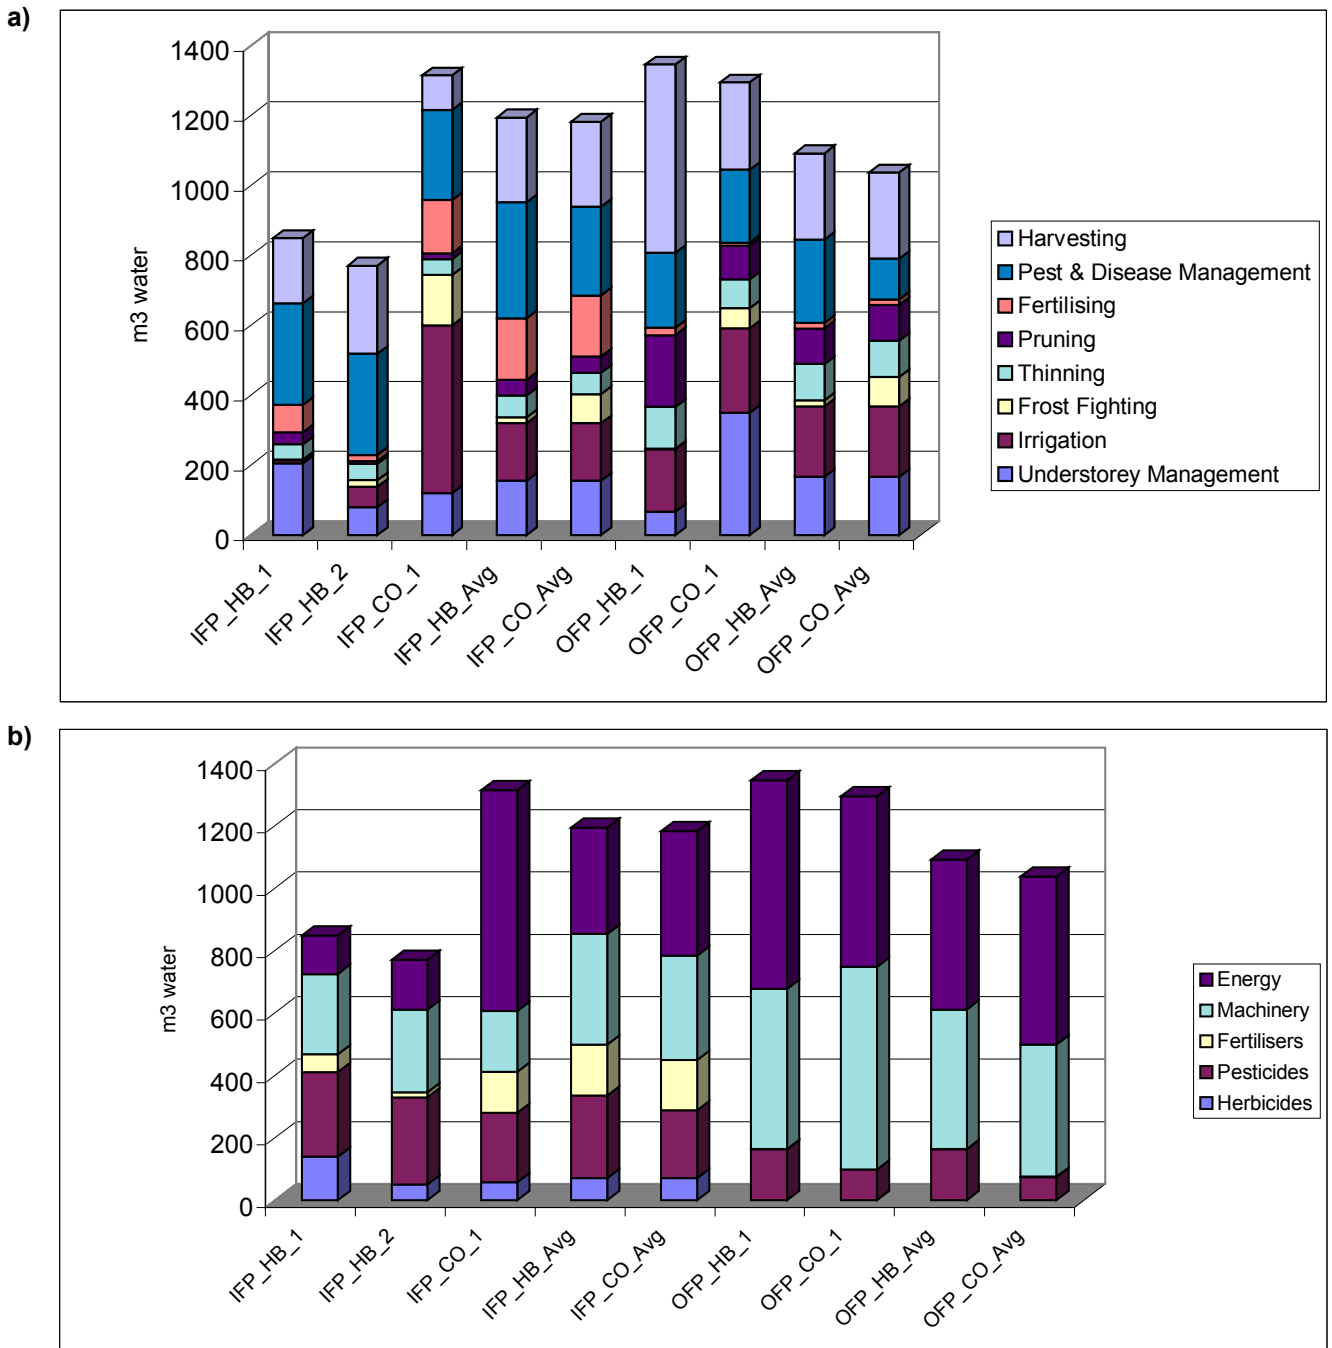 a)
1400
1200
1000
800
600
400
200
0
m3 water
IFP_HB_1
IFP_HB_2
IFP_CO_1
IFP_HB_Avg
IFP_CO_Avg
OFP_HB_1
OFP_CO_1
OFP_HB_Avg
OFP_CO_Avg
Harvesting
Pest & Disease Management
Fertilising
Pruning
Thinning
Frost Fighting
Irrigation
Understorey Management
b)
1400
1200
1000
800
600
400
200
0
m3 water
IFP_HB_1
IFP_HB_2
IFP_CO_1
IFP_HB_Avg
IFP_CO_Avg
OFP_HB_1
OFP_CO_1
OFP_HB_Avg
OFP_CO_Avg
Energy
Machinery
Fertilisers
Pesticides
Herbicides